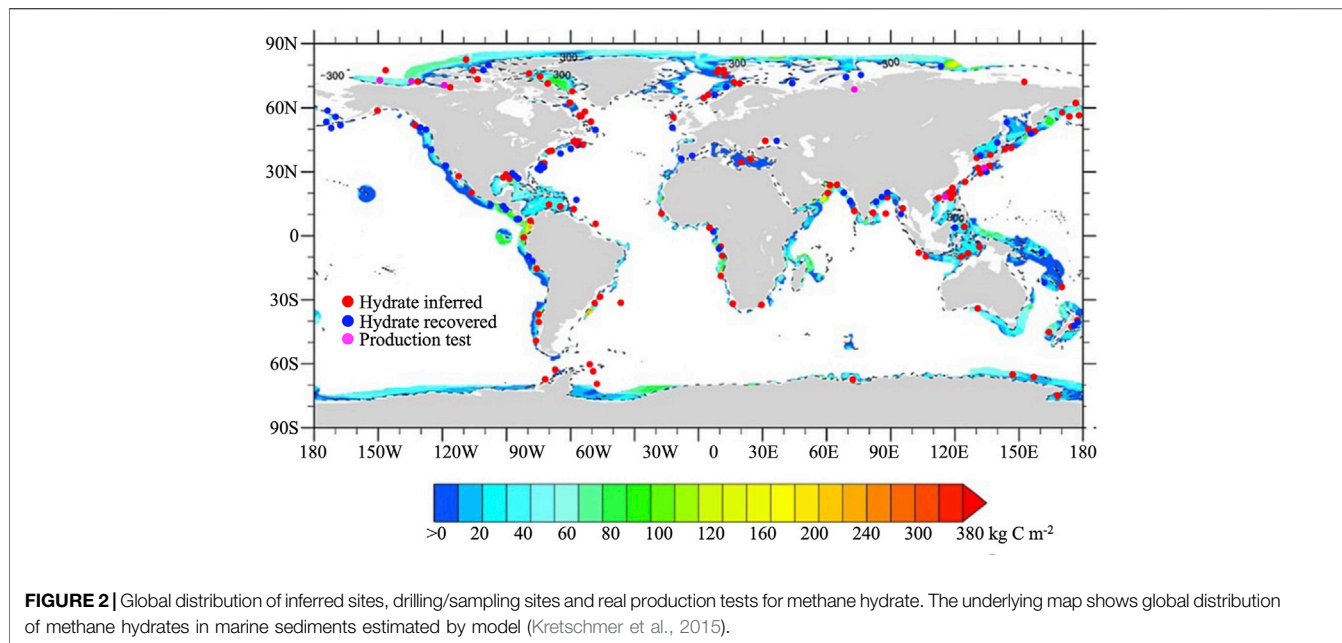 90N
60N
30N
0
30S
60S
90S
300
300
300
300
300
300
Hydrate inferred
Hydrate recovered
Production test
180 150W 120W 90W 60W 30W 0 30E 60E 90E 120E 150E 180
>0 20 40 60 80 100 120 160 200 240 300 380 kg C m⁻²
FIGURE 2 | Global distribution of inferred sites, drilling/sampling sites and real production tests for methane hydrate. The underlying map shows global distribution
of methane hydrates in marine sediments estimated by model (Kretschmer et al., 2015).